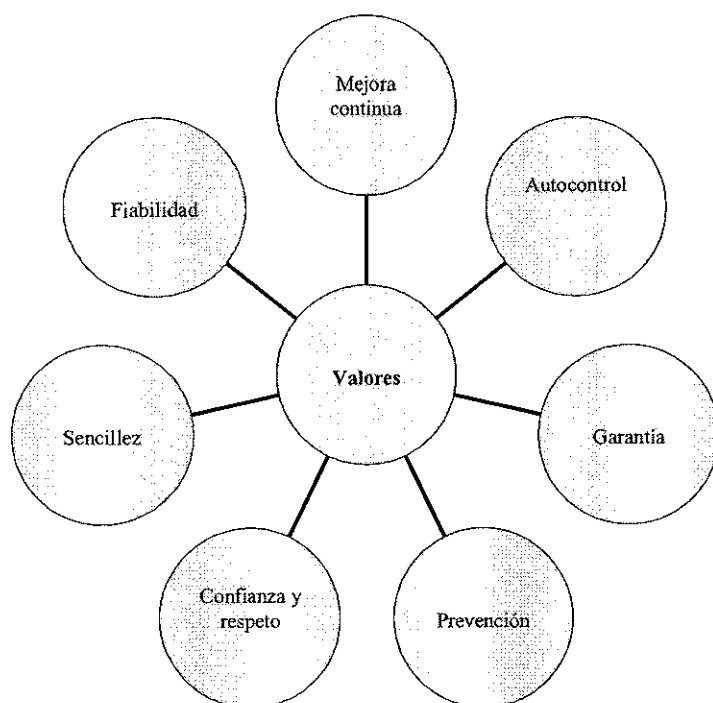 Mejora
continua
Autocontrol
Fiabilidad
Valores
Sencillez
Garantía
Confianza y
respeto
Prevención